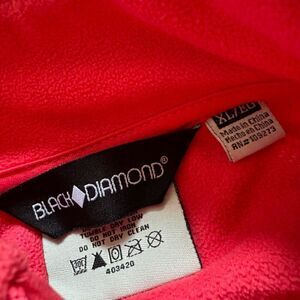 BLACK DIAMOND®
XL/EG
Made in China
Hecho en China
RN# 109273
TUMBLE DRY LOW
DO NOT IRON
DO NOT DRY CLEAN
403420